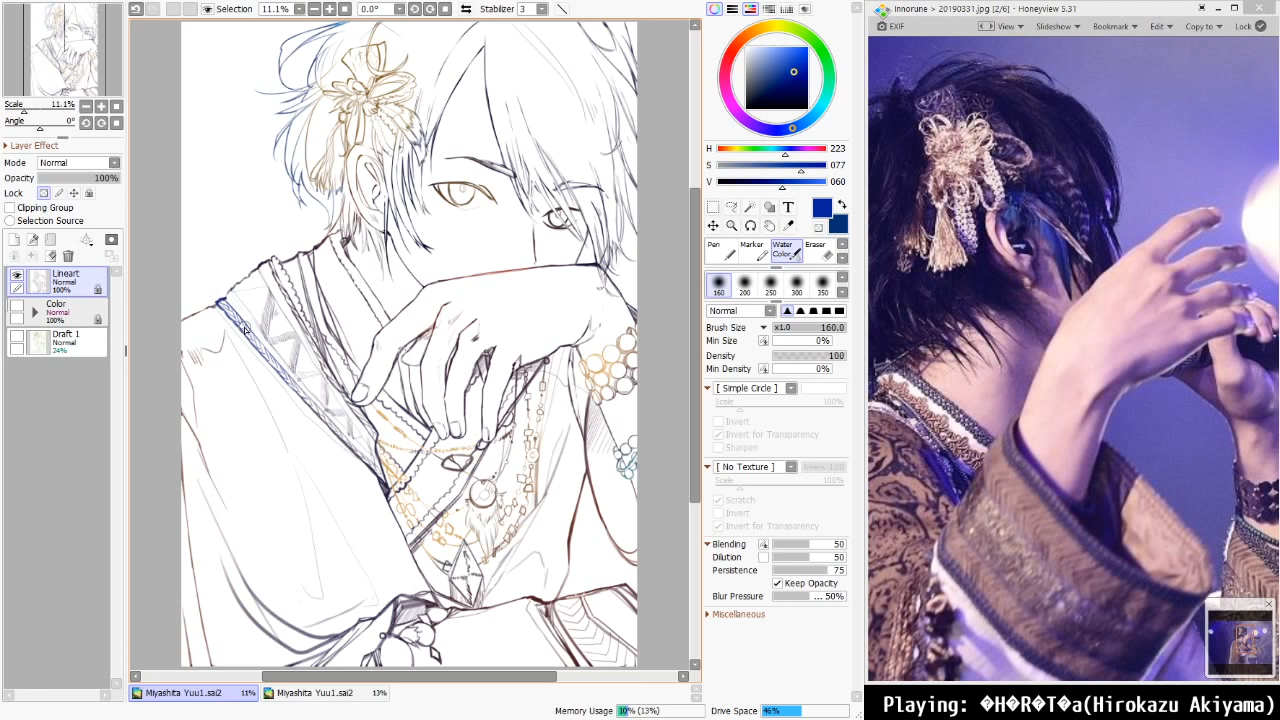 Selection
11.1%
0.0°
Stabilizer 3
Inorune > 20190331.jpg [2/6] - Honeyview 5.31
EXIF
View
Slideshow
Bookmark
Edit
Copy to
Lock
Scale 11.1%
Angle 0°
Layer Effect
Mode Normal
100%
Lock
Clipping Group
Selection Source
Lineart
Normal
100%
Color
Normal
100%
Draft 1
Normal
24%
H 223
S 077
V 060
T
Pen
Marker
Water
Color
Eraser
160 200 250 300 350
Normal
Brush Size x1.0 160.0
Min Size 0%
Density 100
Min Density 0%
[ Simple Circle ]
Scale 100%
Invert
Invert for Transparency
Sharpen
[ No Texture ]
Scale 100%
Scratch
Invert
Invert for Transparency
Blending 50
Dilution 50
Persistence 75
Keep Opacity
Blur Pressure ... 50%
Miscellaneous
Miyashita Yuu1.sai2 11%
Miyashita Yuu1.sai2 13%
Memory Usage 10% (13%)
Drive Space 46%
Playing: �H�R�T�a(Hirokazu Akiyama)